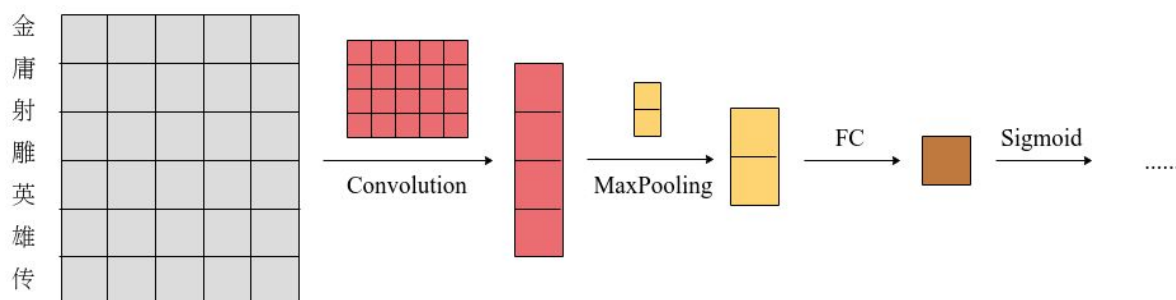 金
庸
射
雕
英
雄
传
Convolution
MaxPooling
FC
Sigmoid
......